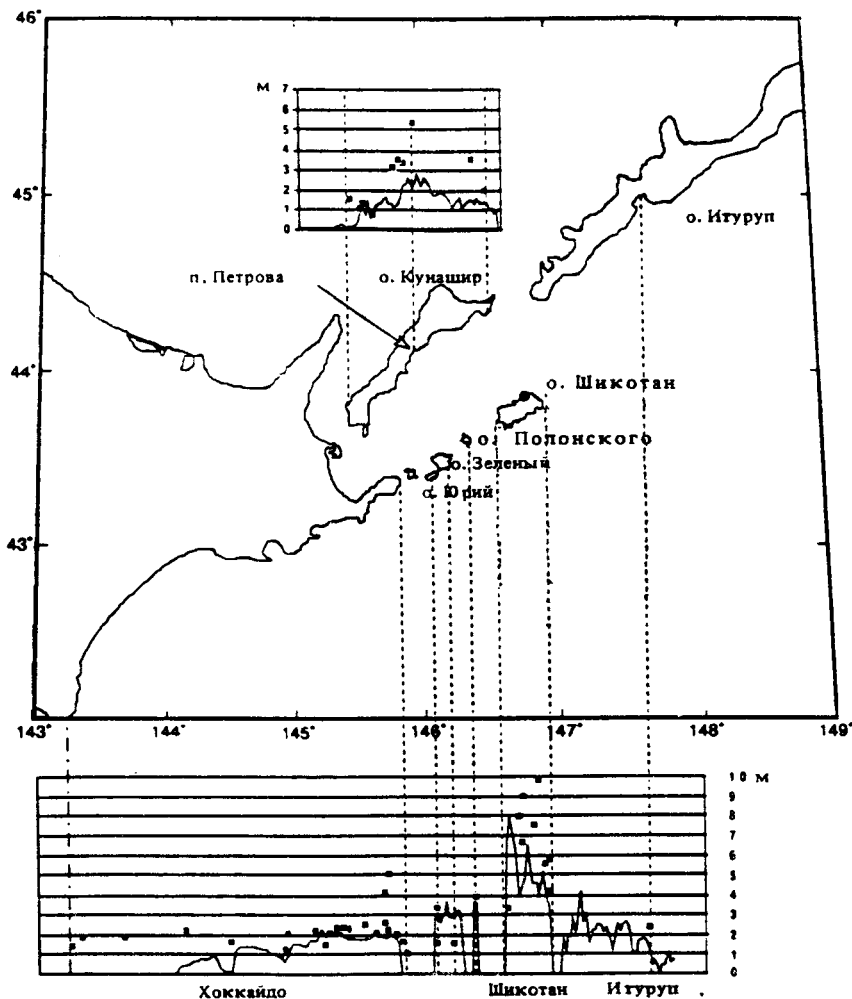 46°
М 7
6
5
4
3
2
1
0
45°
о. Итуруп
п. Петрова
о. Кунашир
44°
о. Шикотан
о. Полонского
о. Зеленый
о. Юрий
43°
143° 144° 145° 146° 147° 148° 149°
10 м
9
8
7
6
5
4
3
2
1
0
Хоккайдо Шикотан Итуруп